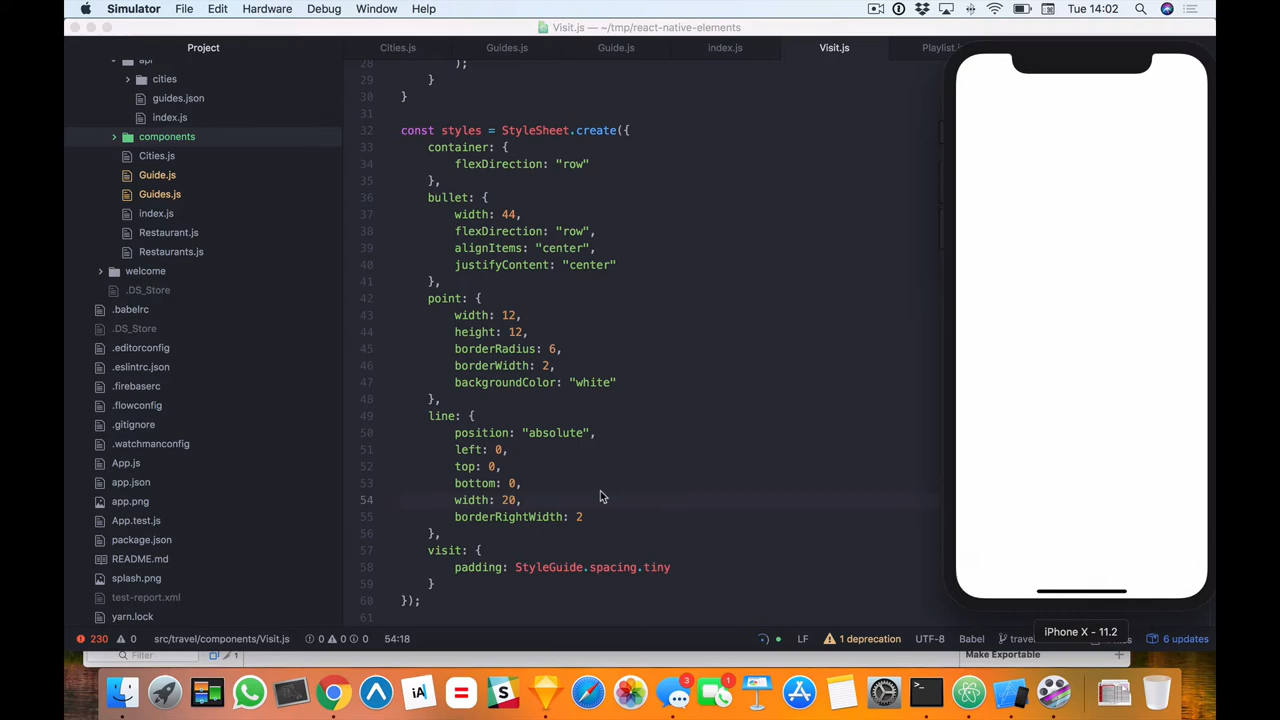 Simulator File Edit Hardware Debug Window Help Tue 14:02
Visit.js — ~/tmp/react-native-elements
Project Cities.js Guides.js Guide.js index.js Visit.js Playlist.
api
cities
guides.json
index.js
components
Cities.js
Guide.js
Guides.js
index.js
Restaurant.js
Restaurants.js
welcome
.DS_Store
.babelrc
.DS_Store
.editorconfig
.eslintrc.json
.firebaserc
.flowconfig
.gitignore
.watchmanconfig
App.js
app.json
app.png
App.test.js
package.json
README.md
splash.png
test-report.xml
yarn.lock
28 );
29 }
30 }
31
32 const styles = StyleSheet.create({
33 container: {
34 flexDirection: "row"
35 },
36 bullet: {
37 width: 44,
38 flexDirection: "row",
39 alignItems: "center",
40 justifyContent: "center"
41 },
42 point: {
43 width: 12,
44 height: 12,
45 borderRadius: 6,
46 borderWidth: 2,
47 backgroundColor: "white"
48 },
49 line: {
50 position: "absolute",
51 left: 0,
52 top: 0,
53 bottom: 0,
54 width: 20,
55 borderRightWidth: 2
56 },
57 visit: {
58 padding: StyleGuide.spacing.tiny
59 }
60 });
61
iPhone X - 11.2
230 0 src/travel/components/Visit.js 0 0 0 54:18 LF 1 deprecation UTF-8 Babel trave 6 updates
Filter 1 Make Exportable
iA S 3 1